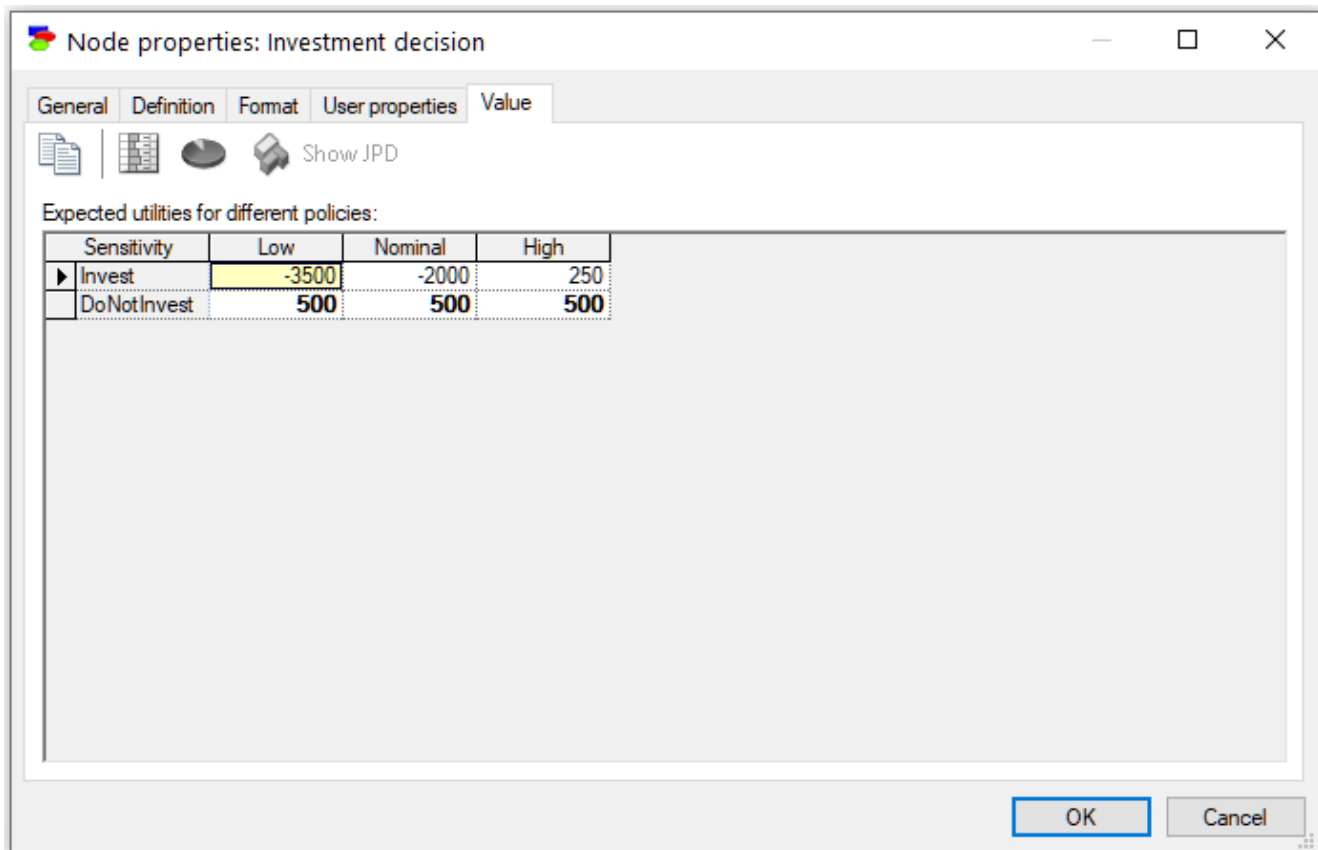 Node properties: Investment decision
General Definition Format User properties Value
Show JPD
Expected utilities for different policies:
Sensitivity Low Nominal High
Invest -3500 -2000 250
DoNotInvest 500 500 500
OK Cancel